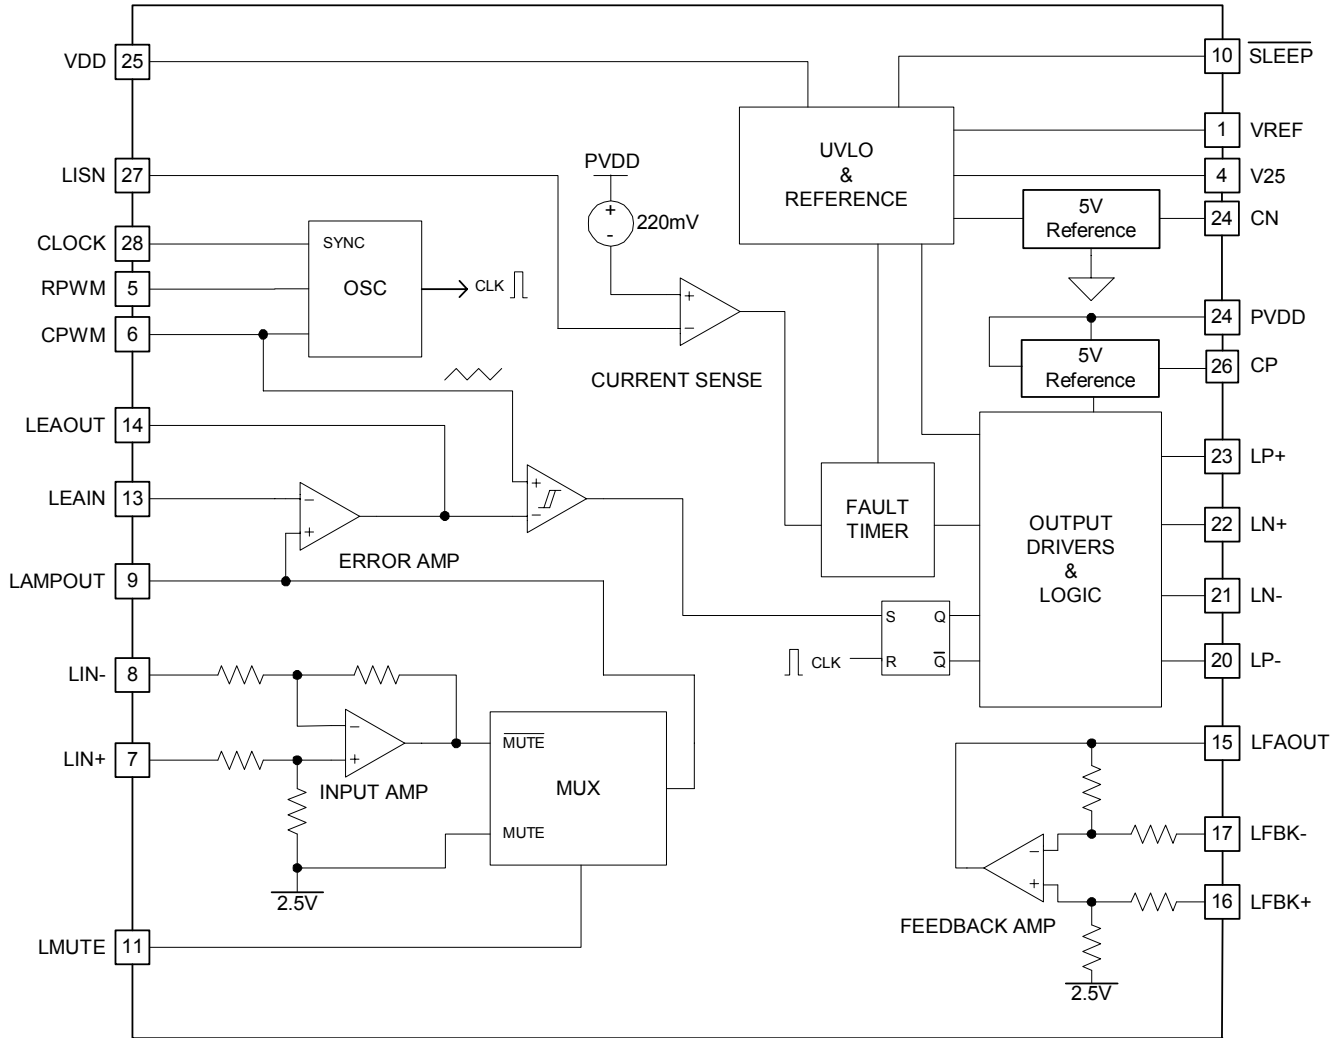 VDD 25
LISN 27
CLOCK 28
RPWM 5
CPWM 6
LEAOUT 14
LEAIN 13
LAMPOUT 9
LIN- 8
LIN+ 7
LMUTE 11
SYNC
OSC
CLK
PVDD
+
-
220mV
+
−
CURRENT SENSE
UVLO
&
REFERENCE
5V
Reference
5V
Reference
−
+
ERROR AMP
+
−
FAULT
TIMER
OUTPUT
DRIVERS
&
LOGIC
S Q
R Q̅
CLK
−
+
INPUT AMP
2.5V
M̅U̅T̅E̅
MUX
MUTE
−
+
FEEDBACK AMP
2.5V
10 S̅L̅E̅E̅P̅
1 VREF
4 V25
24 CN
24 PVDD
26 CP
23 LP+
22 LN+
21 LN-
20 LP-
15 LFAOUT
17 LFBK-
16 LFBK+